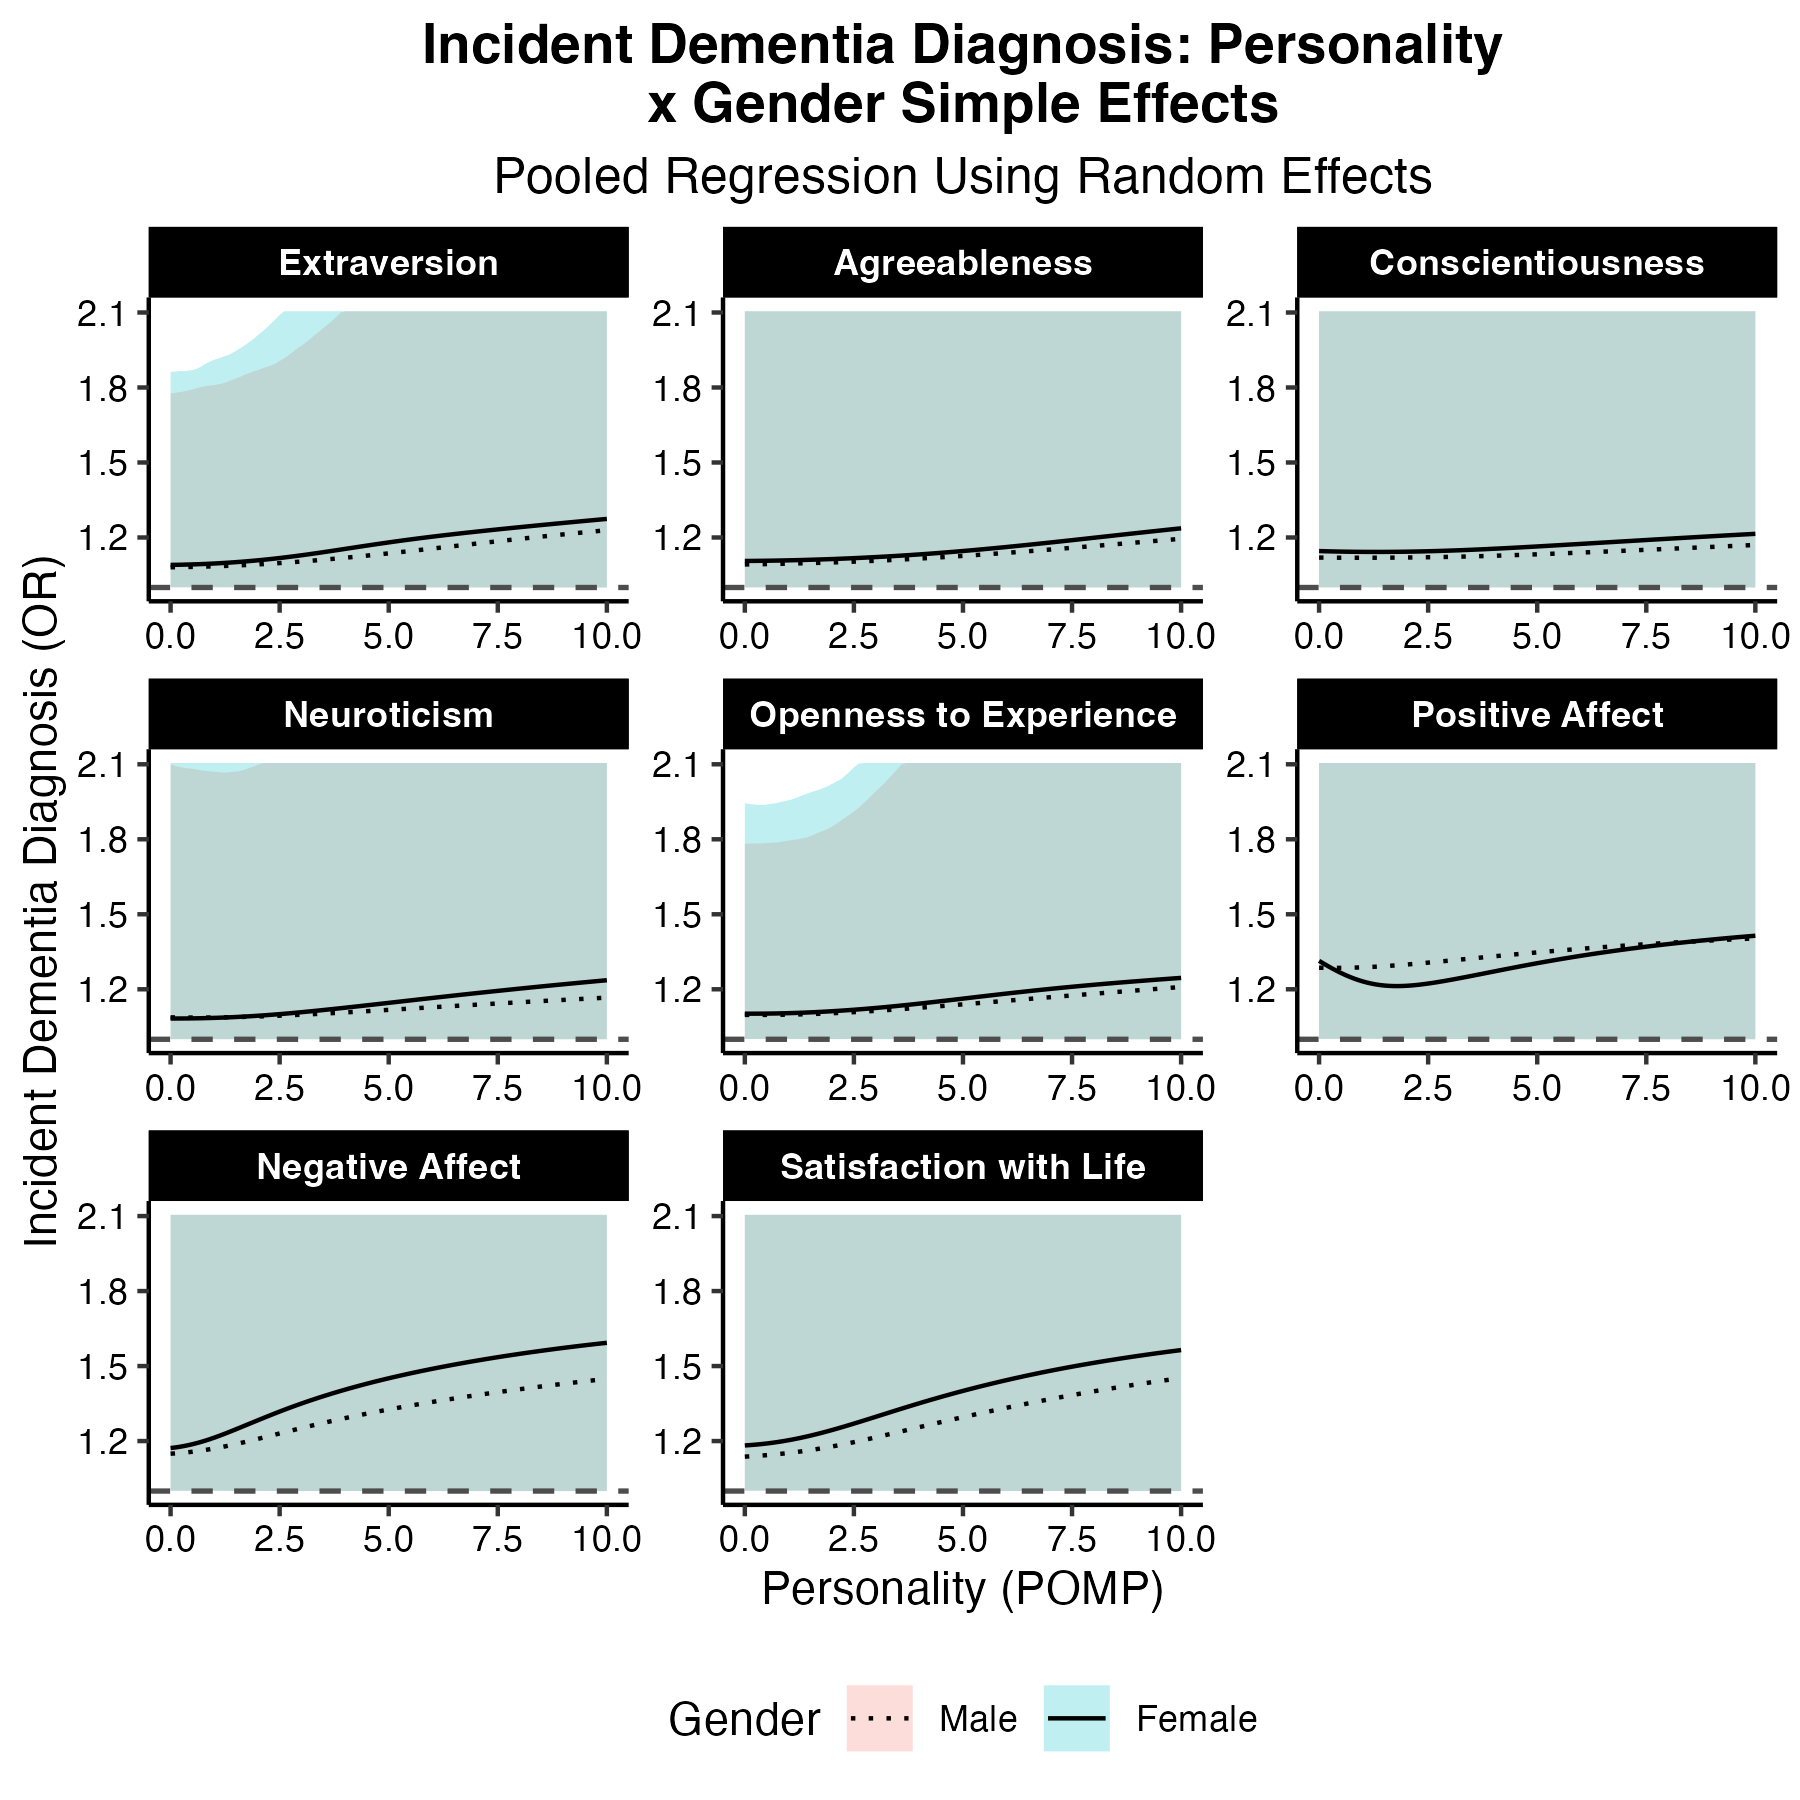 Incident Dementia Diagnosis: Personality
x Gender Simple Effects
Pooled Regression Using Random Effects
Incident Dementia Diagnosis (OR)
Extraversion
2.1
1.8
1.5
1.2
0.0 2.5 5.0 7.5 10.0
Agreeableness
2.1
1.8
1.5
1.2
0.0 2.5 5.0 7.5 10.0
Conscientiousness
2.1
1.8
1.5
1.2
0.0 2.5 5.0 7.5 10.0
Neuroticism
2.1
1.8
1.5
1.2
0.0 2.5 5.0 7.5 10.0
Openness to Experience
2.1
1.8
1.5
1.2
0.0 2.5 5.0 7.5 10.0
Positive Affect
2.1
1.8
1.5
1.2
0.0 2.5 5.0 7.5 10.0
Negative Affect
2.1
1.8
1.5
1.2
0.0 2.5 5.0 7.5 10.0
Satisfaction with Life
2.1
1.8
1.5
1.2
0.0 2.5 5.0 7.5 10.0
Personality (POMP)
Gender Male Female